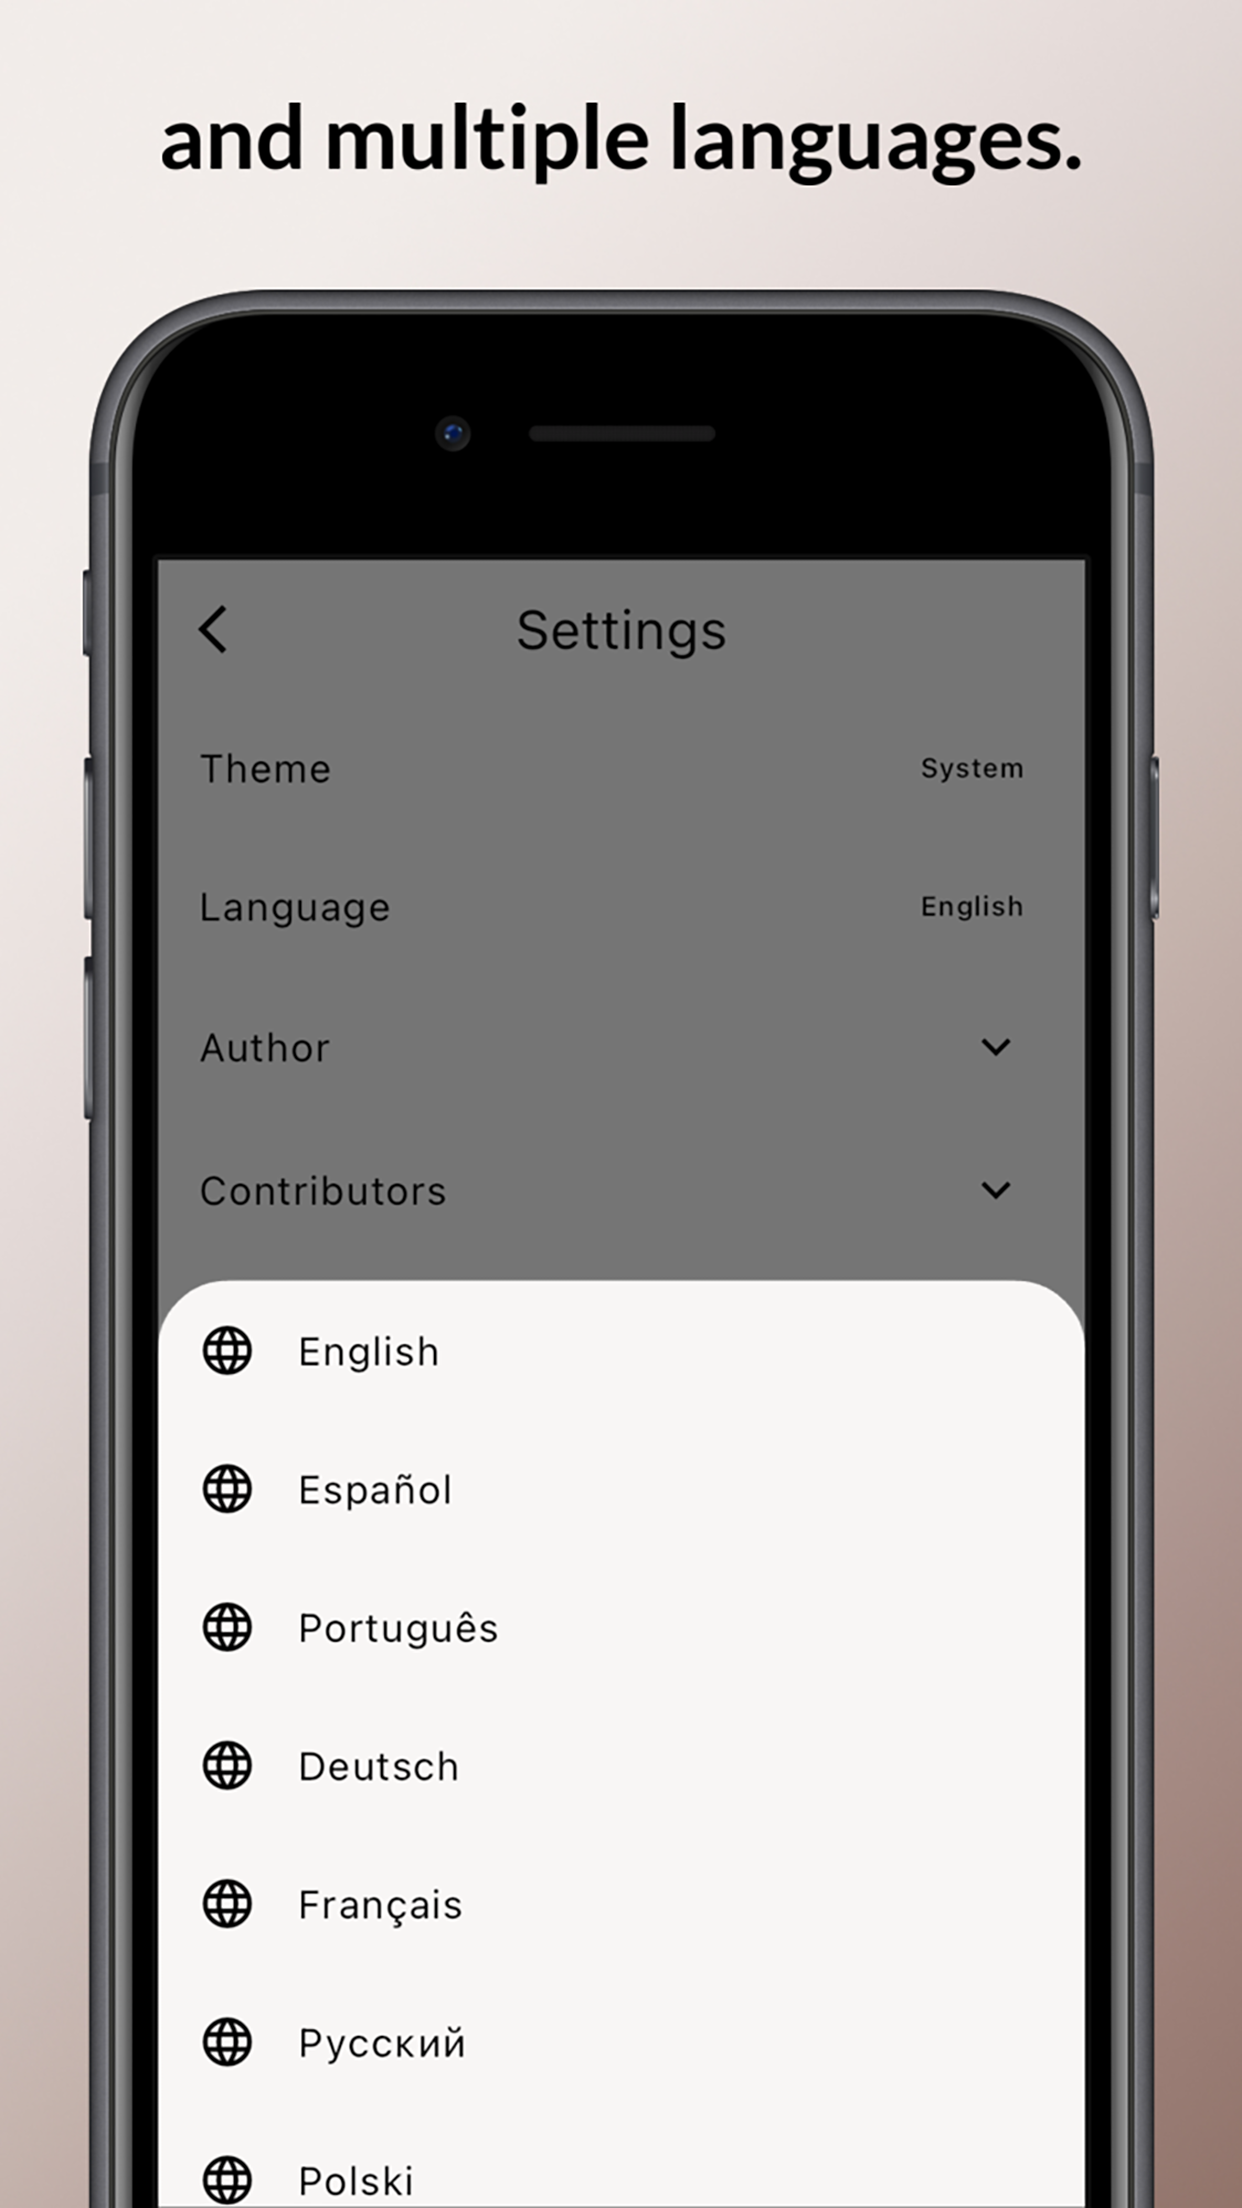 and multiple languages.
Settings
Theme System
Language English
Author
Contributors
English
Español
Português
Deutsch
Français
Русский
Polski